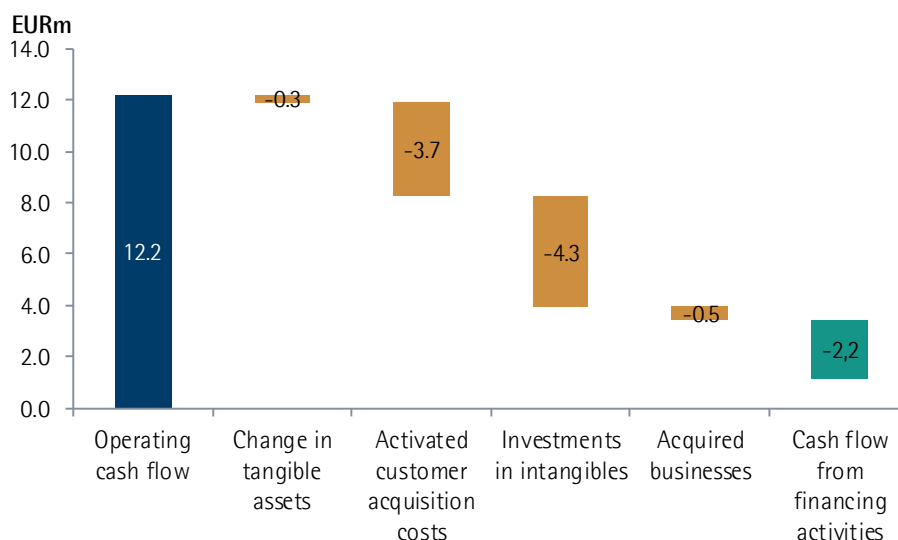 EURm
14.0
12.0
10.0
8.0
6.0
4.0
2.0
0.0
12.2
-0.3
-3.7
-4.3
-0.5
-2,2
Operating
cash flow
Change in
tangible
assets
Activated
customer
acquisition
costs
Investments
in intangibles
Acquired
businesses
Cash flow
from
financing
activities